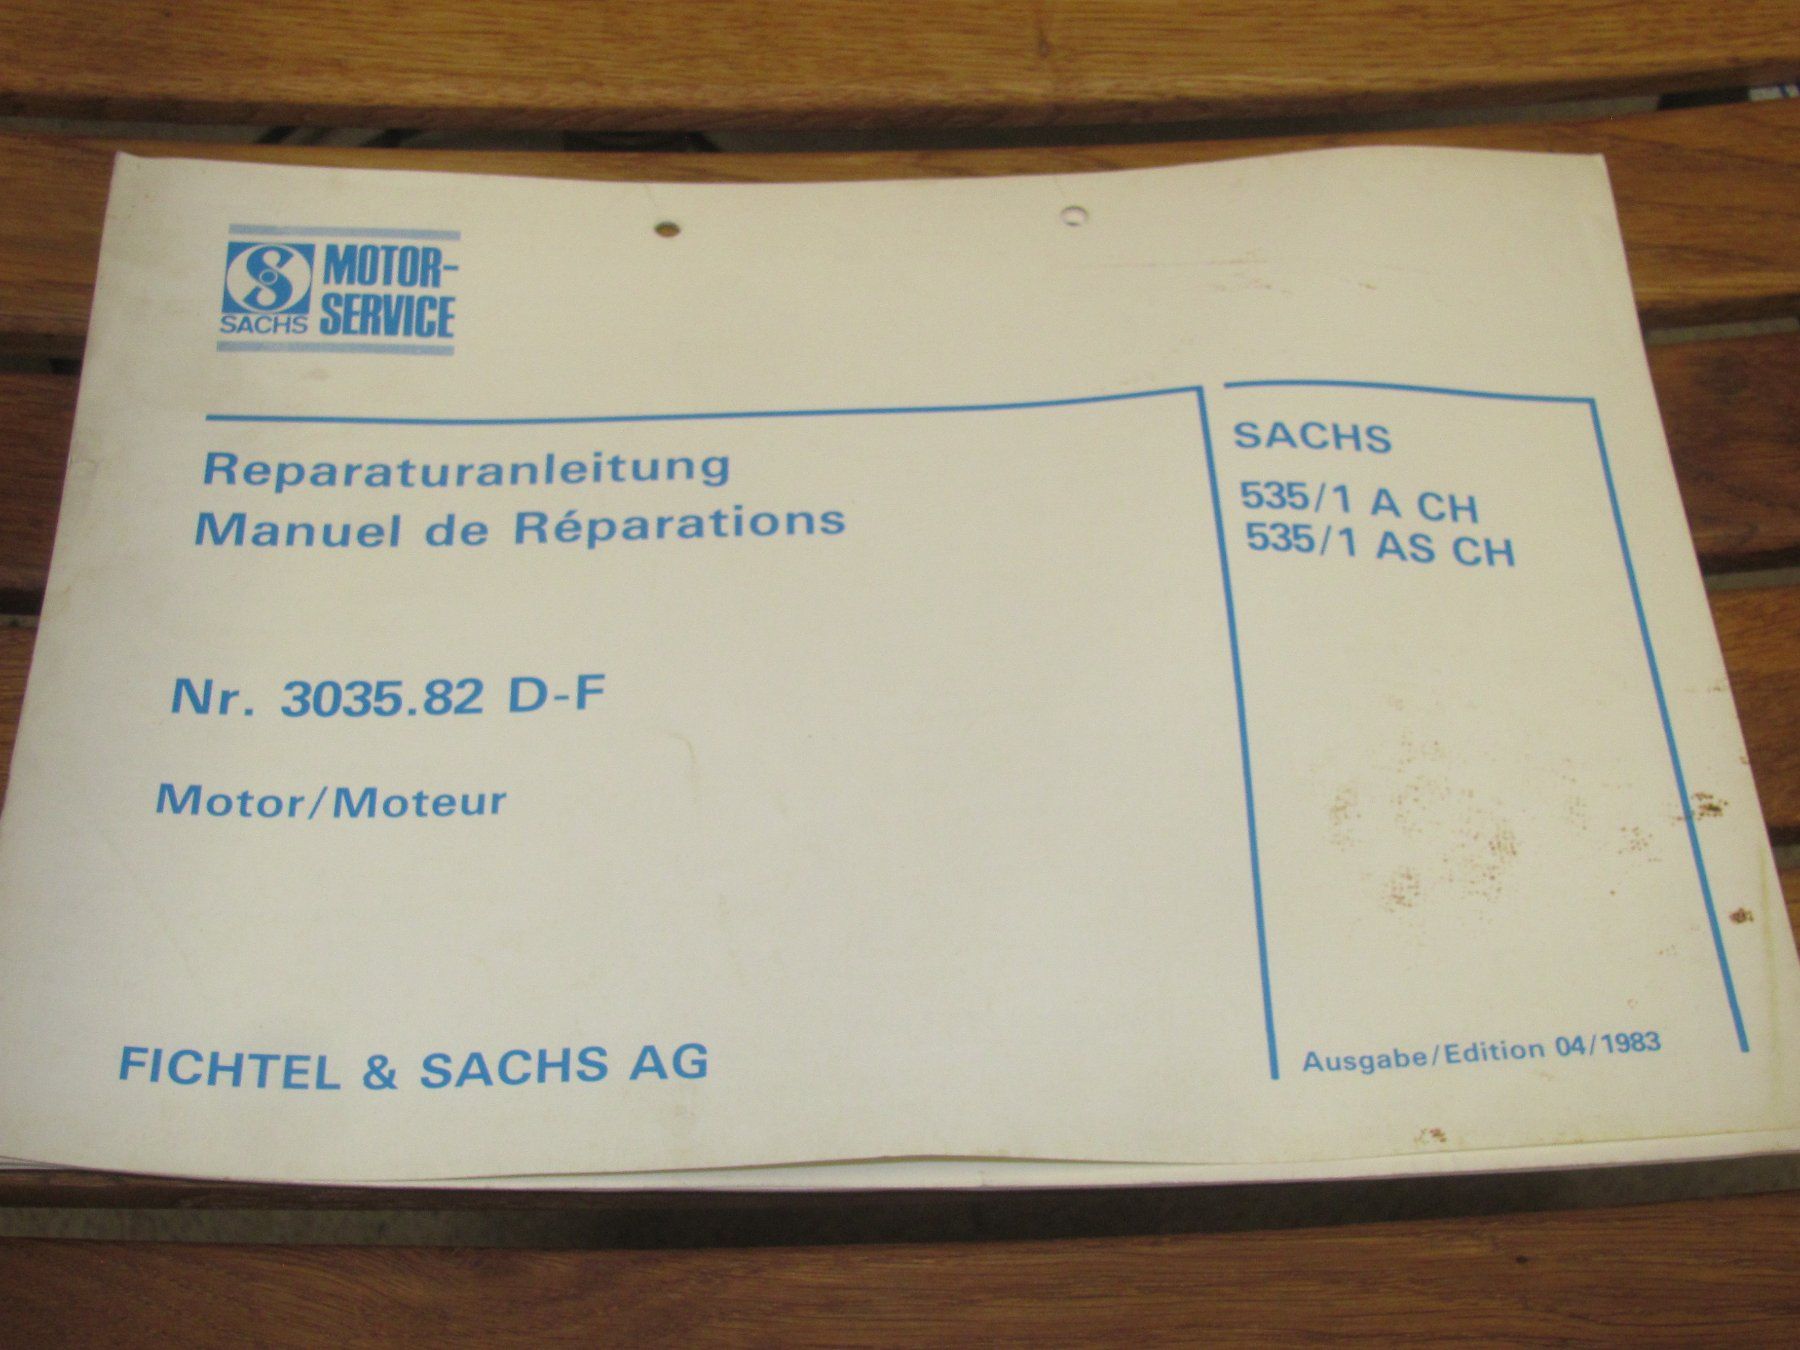 SACHS
MOTOR-
SERVICE
Reparaturanleitung
Manuel de Réparations
Nr. 3035.82 D-F
Motor/Moteur
FICHTEL & SACHS AG
SACHS
535/1 A CH
535/1 AS CH
Ausgabe/Edition 04/1983